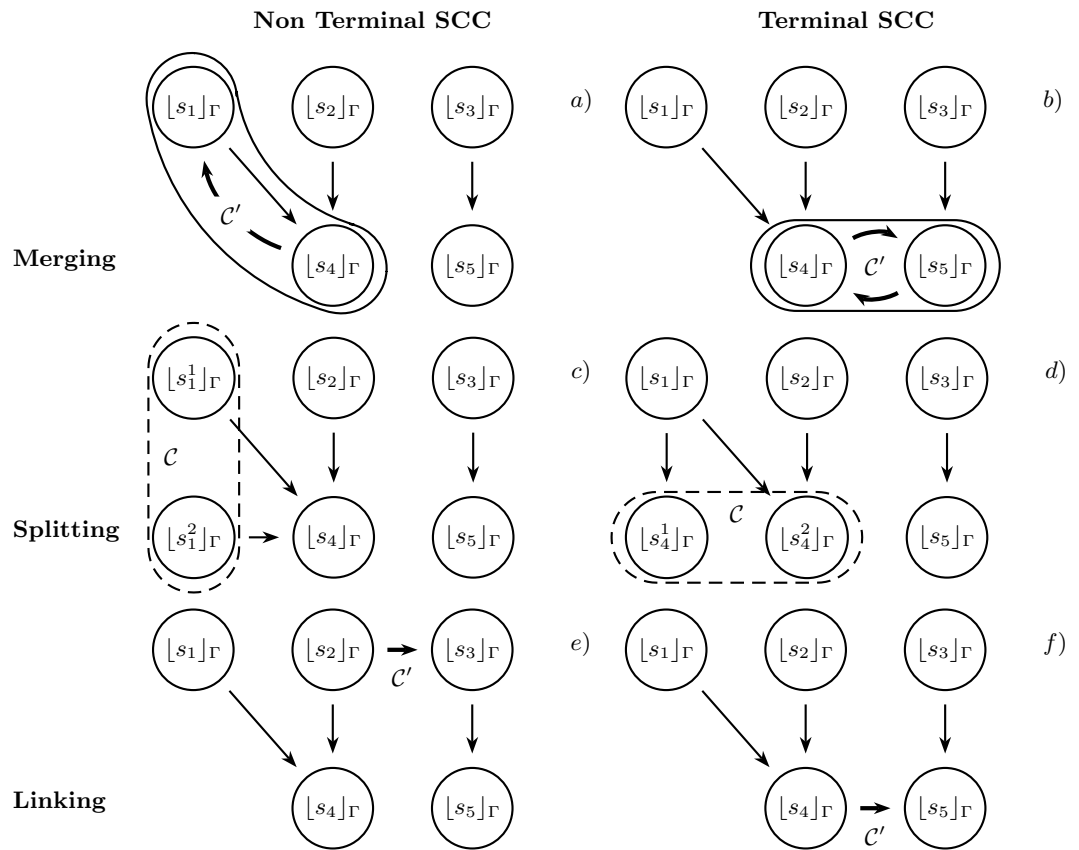 Non Terminal SCC Terminal SCC
⌊s₁⌋Γ ⌊s₂⌋Γ ⌊s₃⌋Γ a) ⌊s₁⌋Γ ⌊s₂⌋Γ ⌊s₃⌋Γ b)
𝒞′
Merging ⌊s₄⌋Γ ⌊s₅⌋Γ ⌊s₄⌋Γ 𝒞′ ⌊s₅⌋Γ
⌊s₁¹⌋Γ ⌊s₂⌋Γ ⌊s₃⌋Γ c) ⌊s₁⌋Γ ⌊s₂⌋Γ ⌊s₃⌋Γ d)
𝒞
𝒞
Splitting ⌊s₁²⌋Γ ⌊s₄⌋Γ ⌊s₅⌋Γ ⌊s₄¹⌋Γ ⌊s₄²⌋Γ ⌊s₅⌋Γ
⌊s₁⌋Γ ⌊s₂⌋Γ ⌊s₃⌋Γ e) ⌊s₁⌋Γ ⌊s₂⌋Γ ⌊s₃⌋Γ f)
𝒞′
Linking ⌊s₄⌋Γ ⌊s₅⌋Γ ⌊s₄⌋Γ ⌊s₅⌋Γ
𝒞′